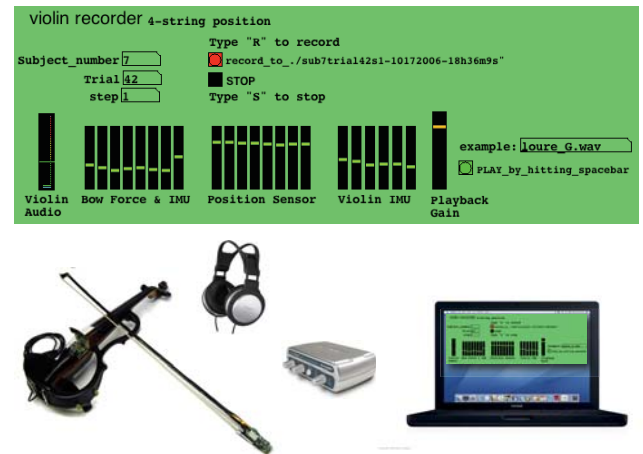 violin recorder 4-string position
Type "R" to record
Subject_number 7
record_to_./sub7trial42s1-10172006-18h36m9s"
Trial 42
STOP
step 1
Type "S" to stop
example: loure_G.wav
PLAY_by_hitting_spacebar
Violin Audio
Bow Force & IMU
Position Sensor
Violin IMU
Playback Gain